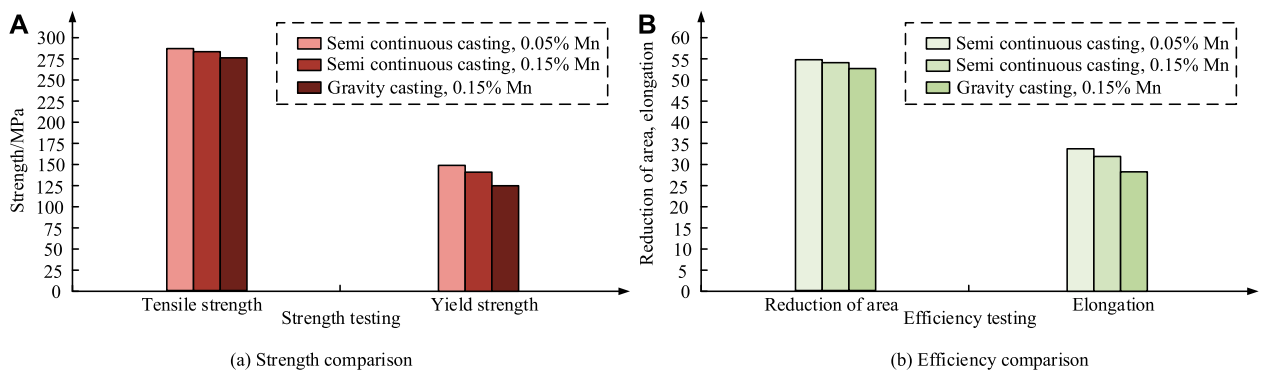 A
Strength/MPa
300
275
250
225
200
175
150
125
100
75
50
25
0
Semi continuous casting, 0.05% Mn
Semi continuous casting, 0.15% Mn
Gravity casting, 0.15% Mn
Tensile strength
Yield strength
Strength testing
(a) Strength comparison
B
Reduction of area, elongation
60
55
50
45
40
35
30
25
20
15
10
5
0
Semi continuous casting, 0.05% Mn
Semi continuous casting, 0.15% Mn
Gravity casting, 0.15% Mn
Reduction of area
Elongation
Efficiency testing
(b) Efficiency comparison